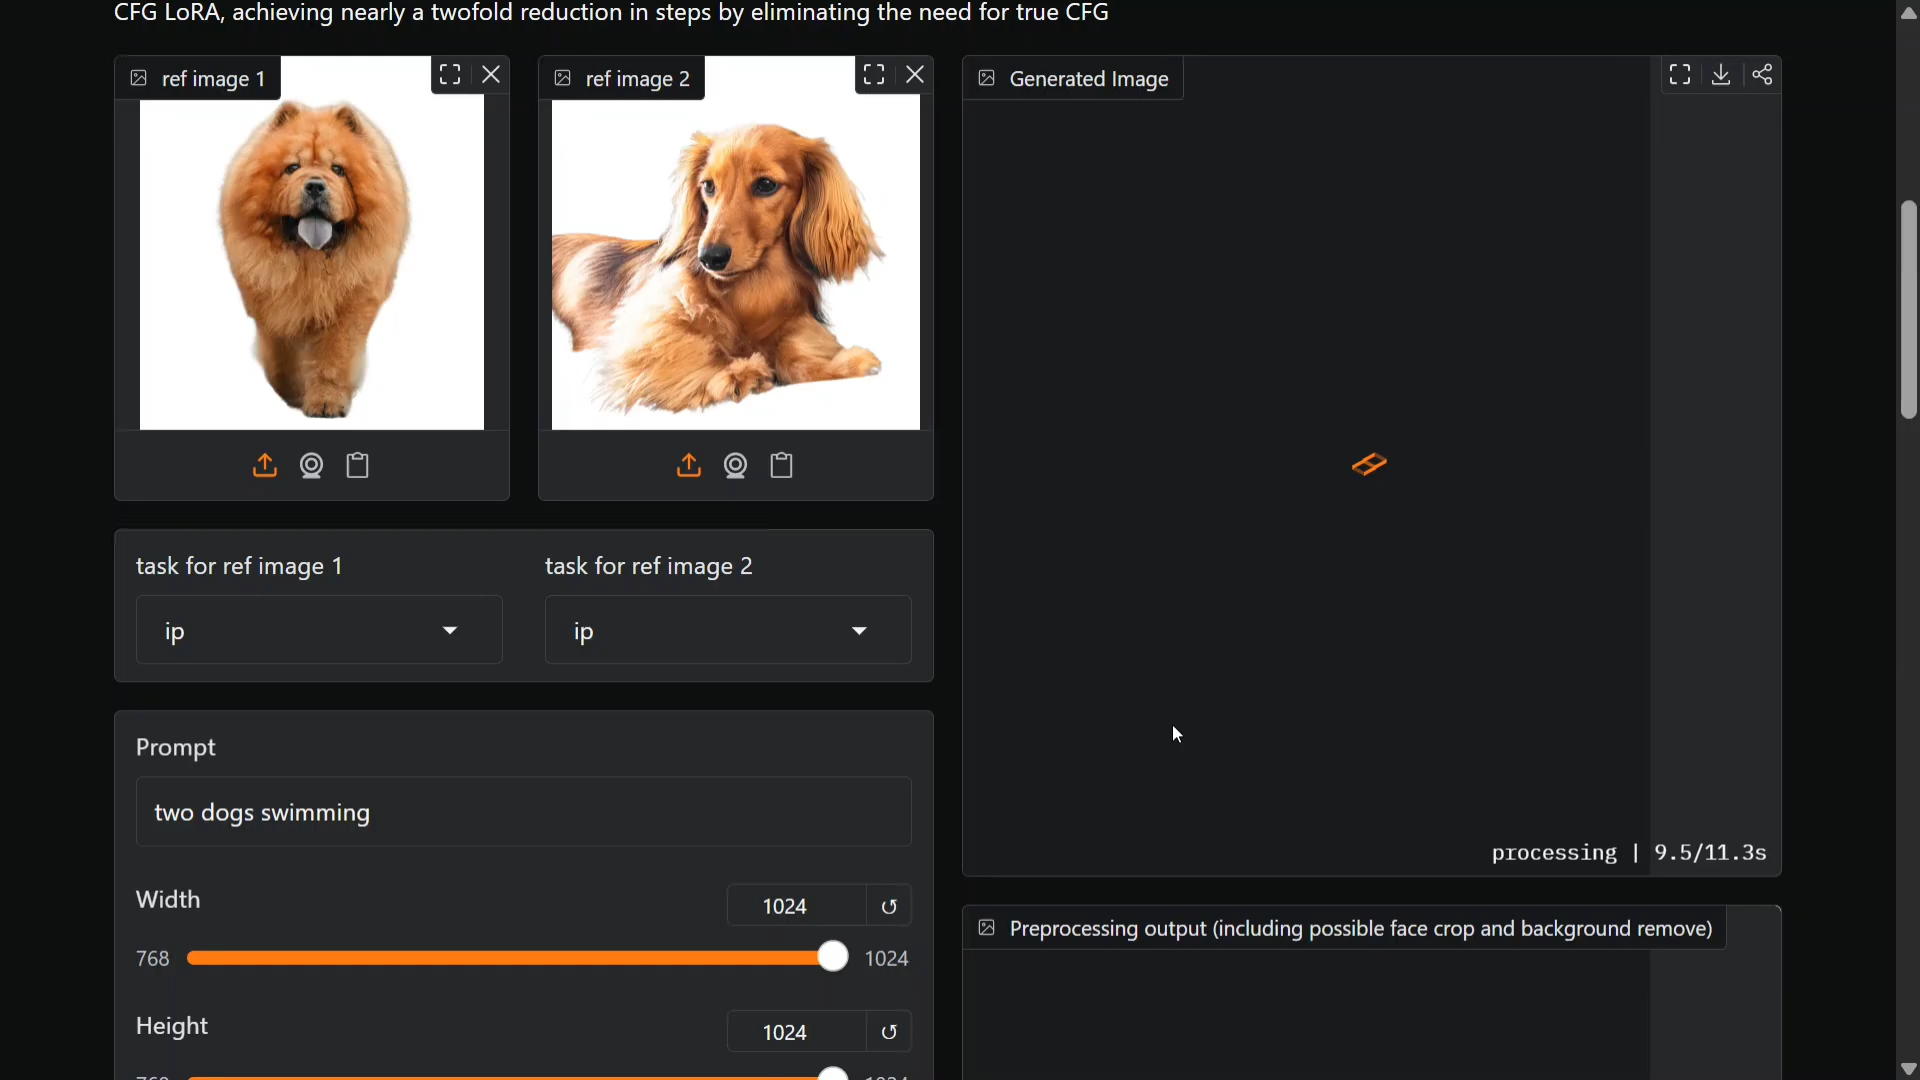 CFG LoRA, achieving nearly a twofold reduction in steps by eliminating the need for true CFG
ref image 1
ref image 2
Generated Image
task for ref image 1
task for ref image 2
ip
ip
Prompt
two dogs swimming
processing | 9.5/11.3s
Width
1024
768
1024
Preprocessing output (including possible face crop and background remove)
Height
1024